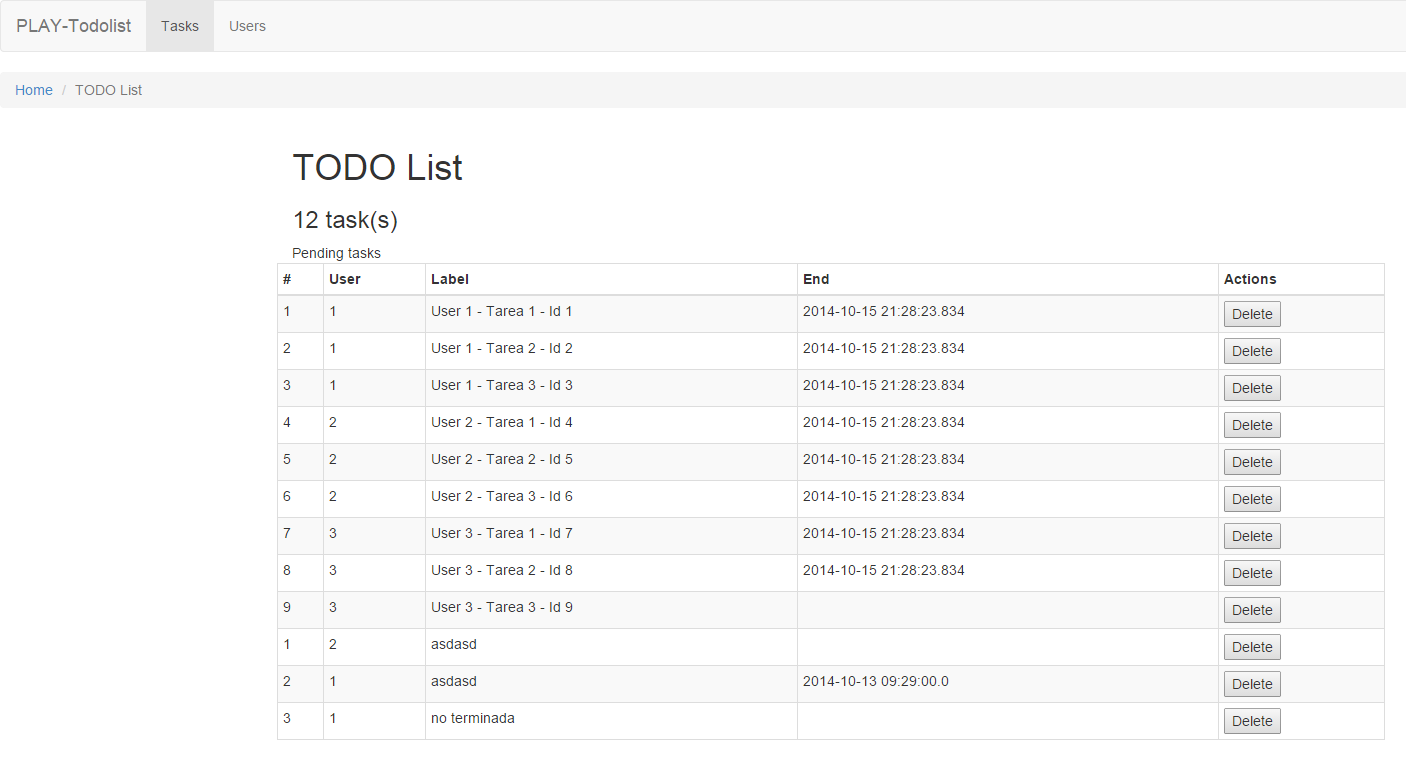 PLAY-Todolist Tasks Users
Home / TODO List
TODO List
12 task(s)
Pending tasks
# User Label End Actions
1 1 User 1 - Tarea 1 - Id 1 2014-10-15 21:28:23.834 Delete
2 1 User 1 - Tarea 2 - Id 2 2014-10-15 21:28:23.834 Delete
3 1 User 1 - Tarea 3 - Id 3 2014-10-15 21:28:23.834 Delete
4 2 User 2 - Tarea 1 - Id 4 2014-10-15 21:28:23.834 Delete
5 2 User 2 - Tarea 2 - Id 5 2014-10-15 21:28:23.834 Delete
6 2 User 2 - Tarea 3 - Id 6 2014-10-15 21:28:23.834 Delete
7 3 User 3 - Tarea 1 - Id 7 2014-10-15 21:28:23.834 Delete
8 3 User 3 - Tarea 2 - Id 8 2014-10-15 21:28:23.834 Delete
9 3 User 3 - Tarea 3 - Id 9 Delete
1 2 asdasd Delete
2 1 asdasd 2014-10-13 09:29:00.0 Delete
3 1 no terminada Delete